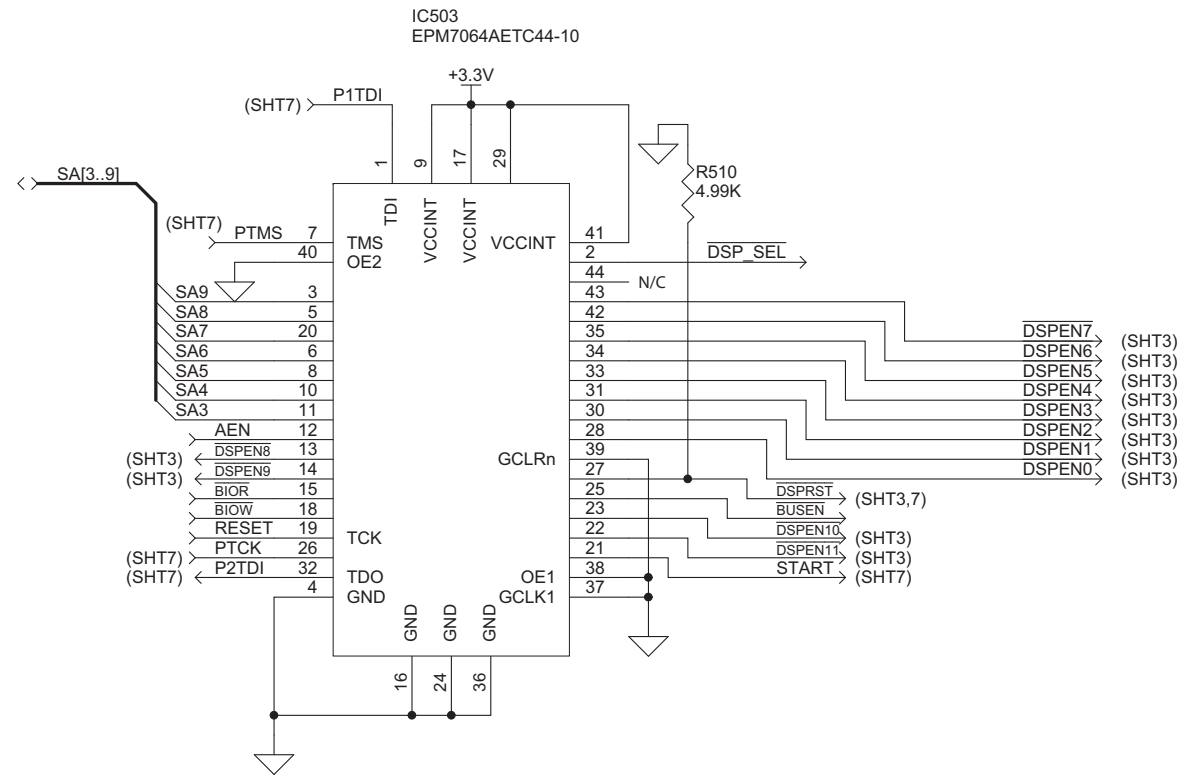 IC503
EPM7064AETC44-10
+3.3V
(SHT7) P1TDI
1 9 17 29
SA[3..9]
R510
4.99K
TDI VCCINT VCCINT
(SHT7) PTMS 7 TMS
VCCINT 41
40 OE2
2 DSP_SEL
44 N/C
SA9 3
43 DSPEN7 (SHT3)
SA8 5
42 DSPEN6 (SHT3)
SA7 20
35 DSPEN5 (SHT3)
SA6 6
34 DSPEN4 (SHT3)
SA5 8
33 DSPEN3 (SHT3)
SA4 10
31 DSPEN2 (SHT3)
SA3 11
30 DSPEN1 (SHT3)
AEN 12
28 DSPEN0 (SHT3)
(SHT3) DSPEN8 13
GCLRn 39
(SHT3) DSPEN9 14
27 DSPRST (SHT3,7)
BIOR 15
25 BUSEN
BIOW 18
23 DSPEN10 (SHT3)
RESET 19 TCK
22 DSPEN11 (SHT3)
(SHT7) PTCK 26
21 START (SHT7)
(SHT7) P2TDI 32 TDO
OE1 38
4 GND
GCLK1 37
GND GND GND
16 24 36